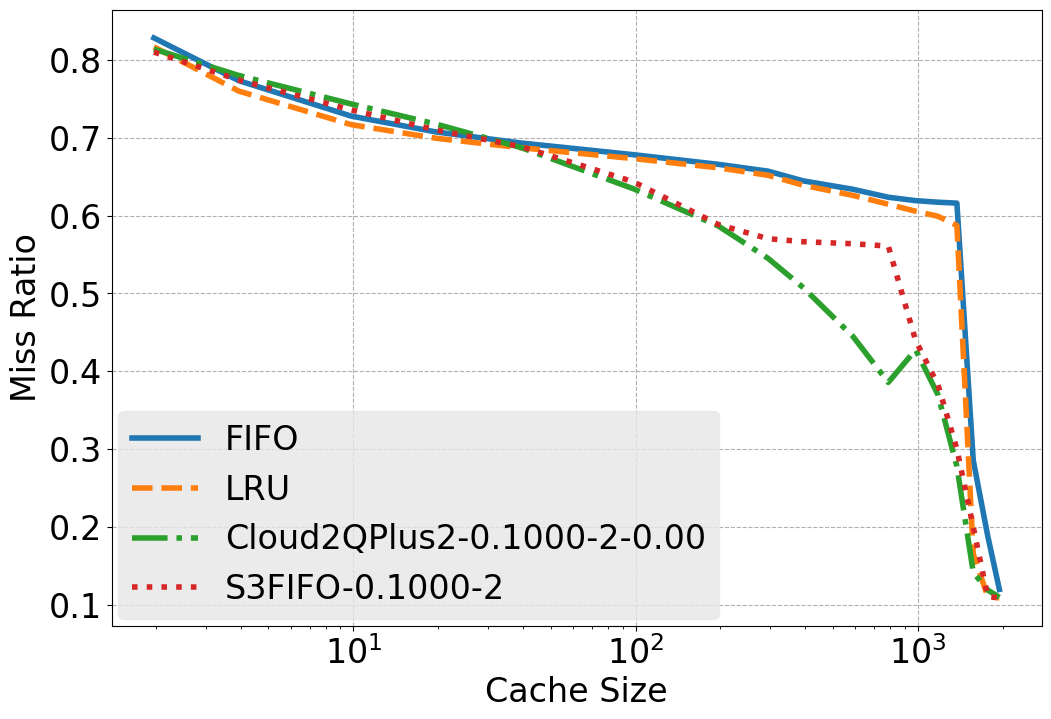 0.8
0.7
0.6
0.5
0.4
0.3
0.2
0.1
Miss Ratio
FIFO
LRU
Cloud2QPlus2-0.1000-2-0.00
S3FIFO-0.1000-2
10¹ 10² 10³
Cache Size